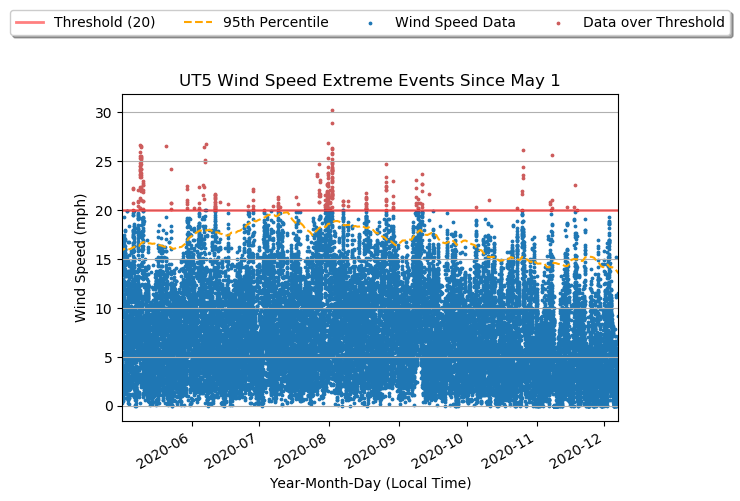 Threshold (20) 95th Percentile Wind Speed Data Data over Threshold
UT5 Wind Speed Extreme Events Since May 1
Wind Speed (mph)
30
25
20
15
10
5
0
2020-06 2020-07 2020-08 2020-09 2020-10 2020-11 2020-12
Year-Month-Day (Local Time)